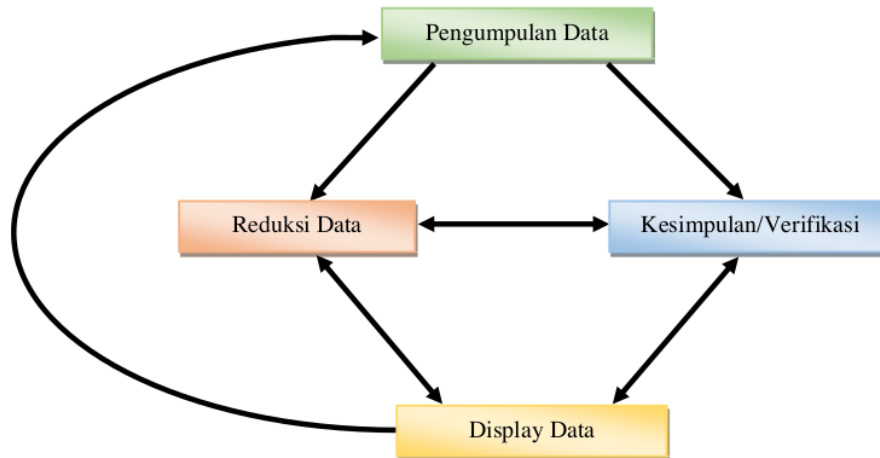 Pengumpulan Data
Reduksi Data
Kesimpulan/Verifikasi
Display Data